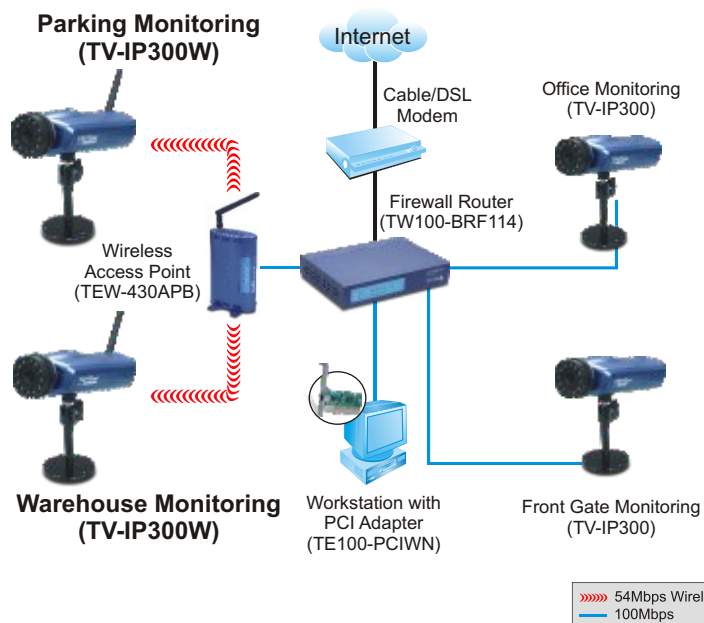 Parking Monitoring
(TV-IP300W)
Internet
Cable/DSL
Modem
Office Monitoring
(TV-IP300)
Firewall Router
(TW100-BRF114)
Wireless
Access Point
(TEW-430APB)
Warehouse Monitoring
(TV-IP300W)
Workstation with
PCI Adapter
(TE100-PCIWN)
Front Gate Monitoring
(TV-IP300)
54Mbps Wirel
100Mbps